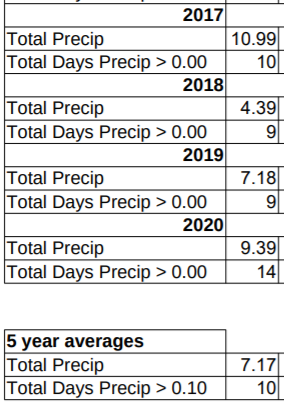 2017
Total Precip 10.99
Total Days Precip > 0.00 10
2018
Total Precip 4.39
Total Days Precip > 0.00 9
2019
Total Precip 7.18
Total Days Precip > 0.00 9
2020
Total Precip 9.39
Total Days Precip > 0.00 14
5 year averages
Total Precip 7.17
Total Days Precip > 0.10 10